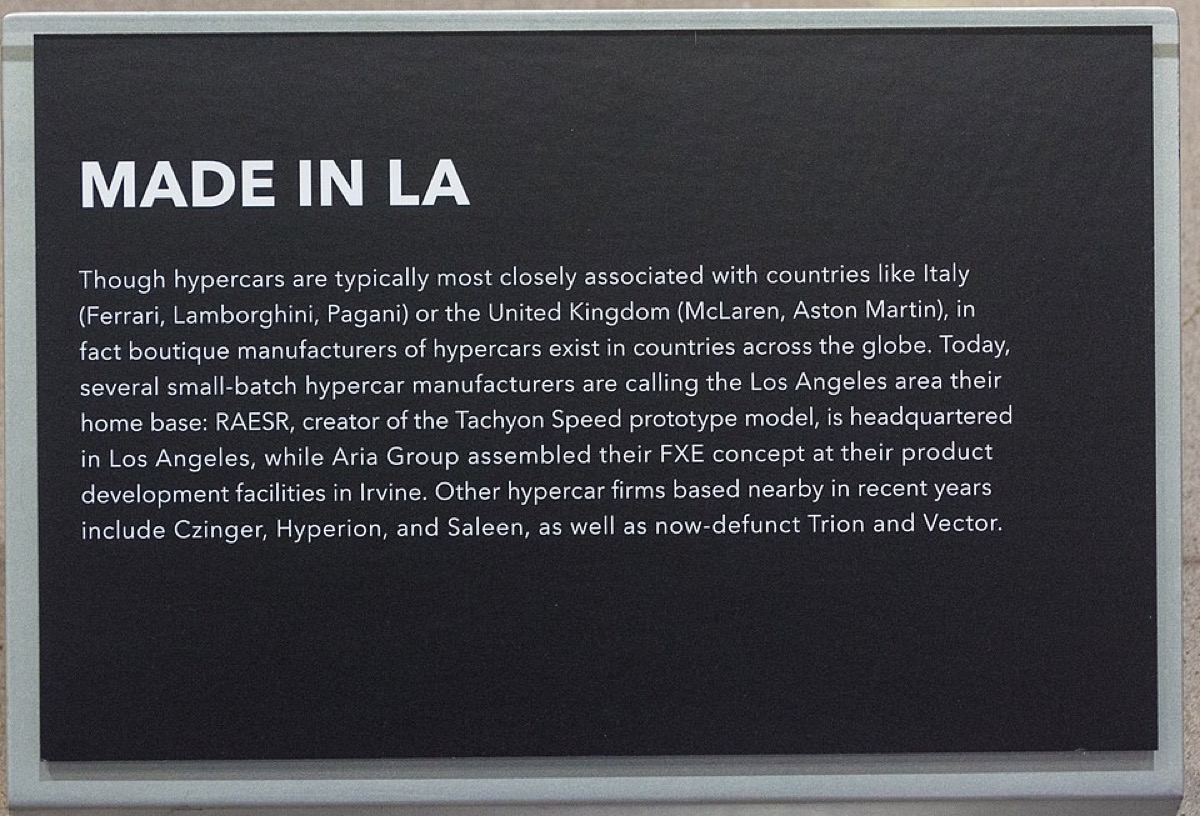 MADE IN LA
Though hypercars are typically most closely associated with countries like Italy
(Ferrari, Lamborghini, Pagani) or the United Kingdom (McLaren, Aston Martin), in
fact boutique manufacturers of hypercars exist in countries across the globe. Today,
several small-batch hypercar manufacturers are calling the Los Angeles area their
home base: RAESR, creator of the Tachyon Speed prototype model, is headquartered
in Los Angeles, while Aria Group assembled their FXE concept at their product
development facilities in Irvine. Other hypercar firms based nearby in recent years
include Czinger, Hyperion, and Saleen, as well as now-defunct Trion and Vector.